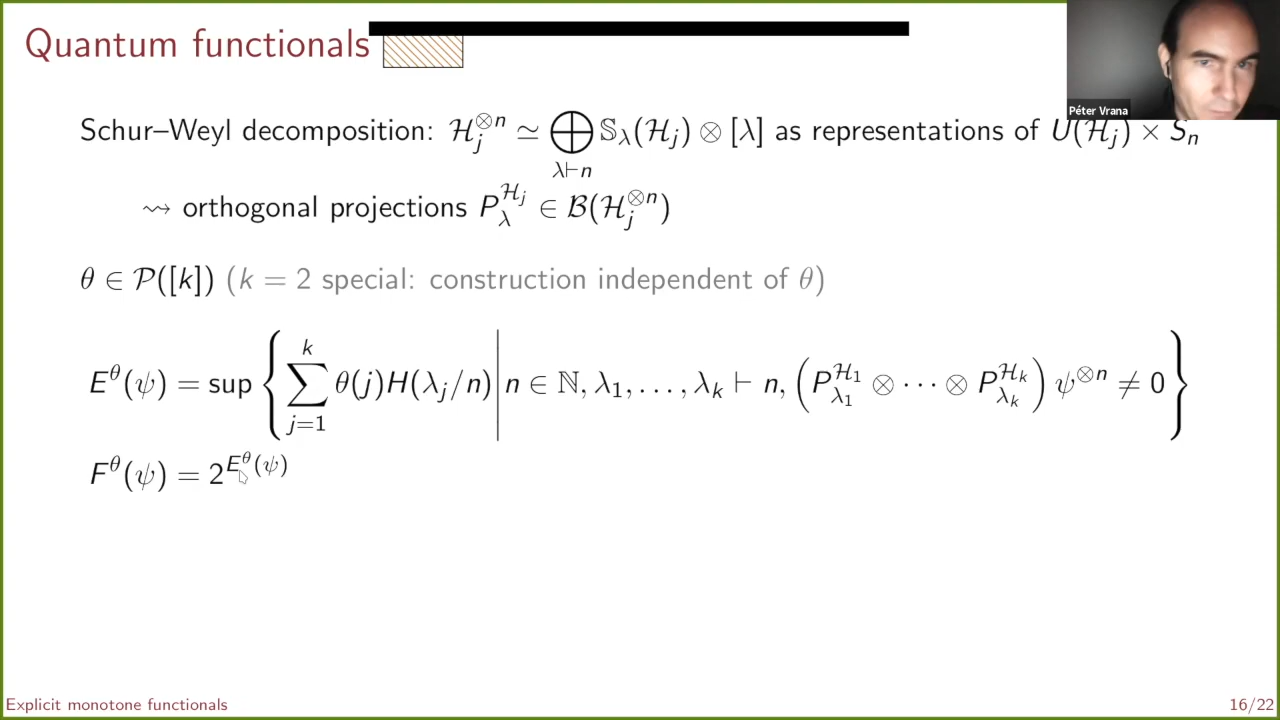 Quantum functionals
Péter Vrana
Schur–Weyl decomposition: $\mathcal{H}_j^{\otimes n} \simeq \bigoplus_{\lambda \vdash n} \mathbb{S}_\lambda(\mathcal{H}_j) \otimes [\lambda]$ as representations of $U(\mathcal{H}_j) \times S_n$
⇝ orthogonal projections $P_\lambda^{\mathcal{H}_j} \in \mathcal{B}(\mathcal{H}_j^{\otimes n})$
$\theta \in \mathcal{P}([k])$ (k = 2 special: construction independent of $\theta$)
$E^\theta(\psi) = \sup \left\{ \sum_{j=1}^{k} \theta(j) H(\lambda_j/n) \middle| n \in \mathbb{N}, \lambda_1, \ldots, \lambda_k \vdash n, \left( P_{\lambda_1}^{\mathcal{H}_1} \otimes \cdots \otimes P_{\lambda_k}^{\mathcal{H}_k} \right) \psi^{\otimes n} \neq 0 \right\}$
$F^\theta(\psi) = 2^{E^\theta(\psi)}$
Explicit monotone functionals
16/22